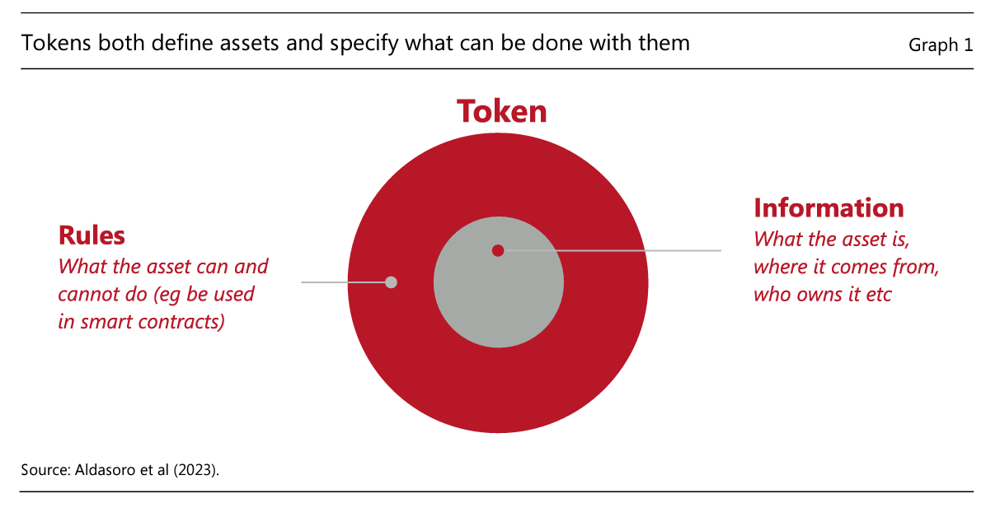 Tokens both define assets and specify what can be done with them
Graph 1
Token
Rules
What the asset can and
cannot do (eg be used
in smart contracts)
Information
What the asset is,
where it comes from,
who owns it etc
Source: Aldasoro et al (2023).